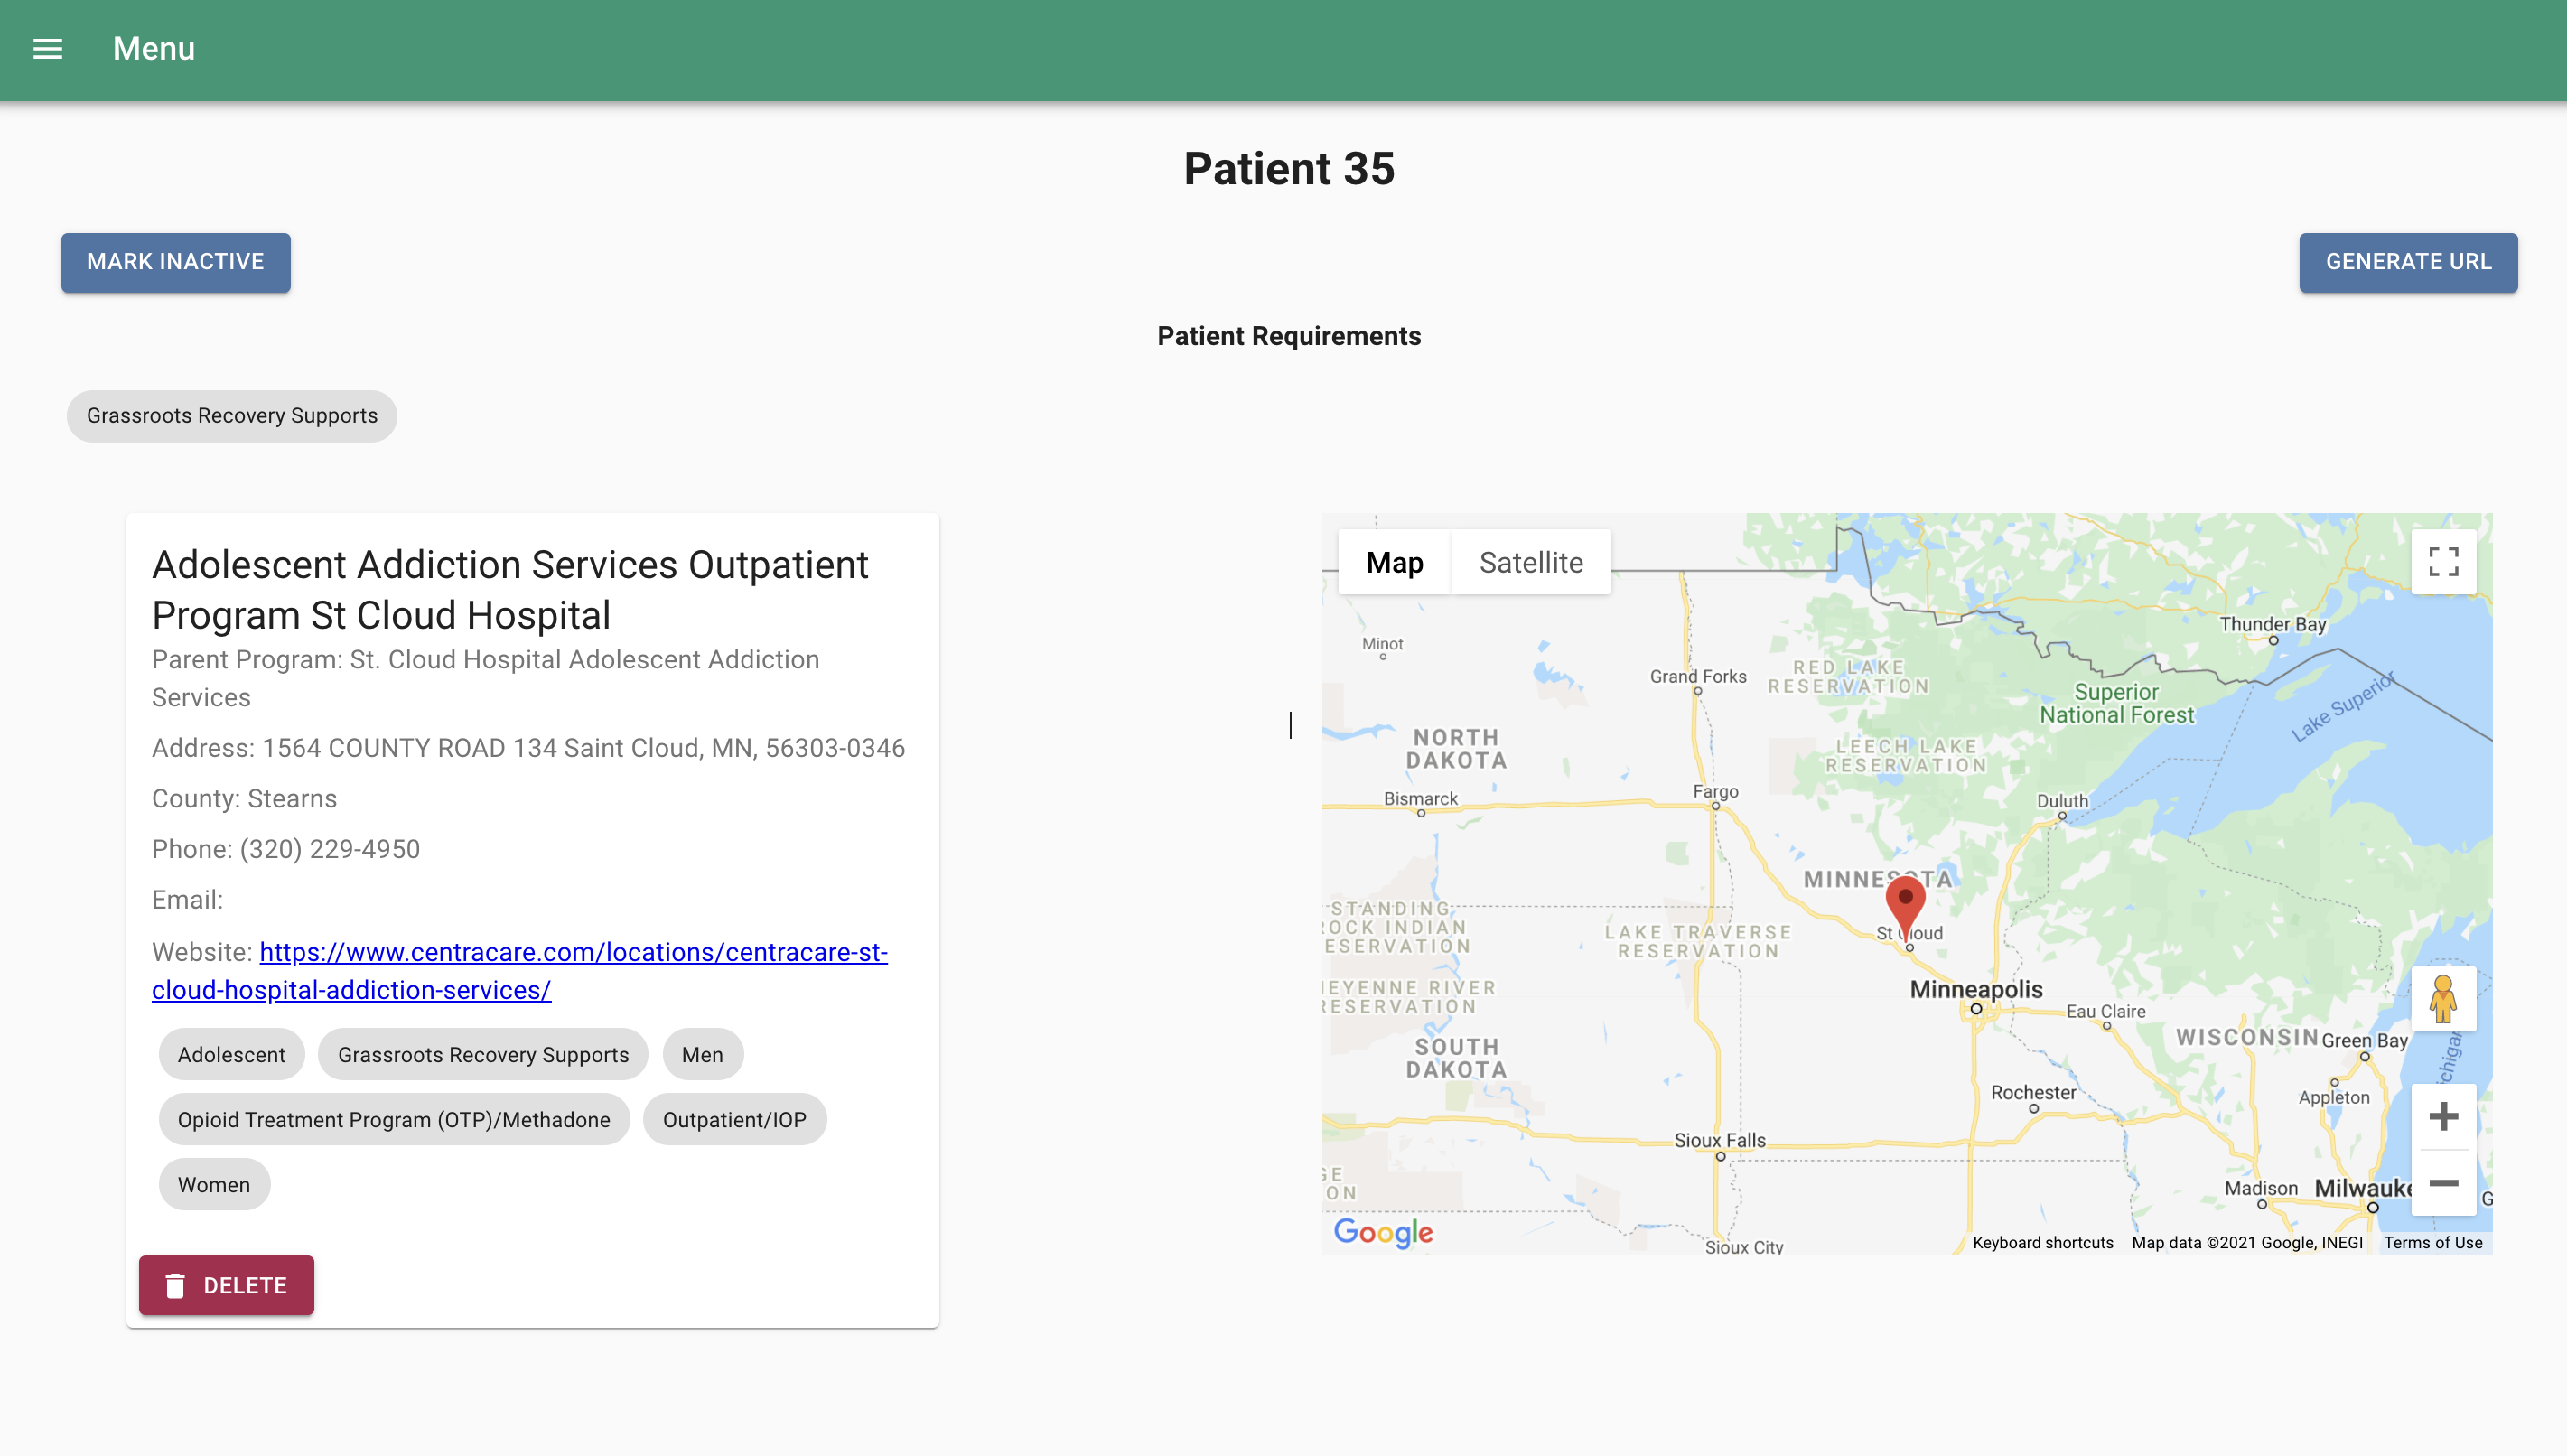 Menu
Patient 35
MARK INACTIVE
GENERATE URL
Patient Requirements
Grassroots Recovery Supports
Adolescent Addiction Services Outpatient
Program St Cloud Hospital
Parent Program: St. Cloud Hospital Adolescent Addiction
Services
Address: 1564 COUNTY ROAD 134 Saint Cloud, MN, 56303-0346
County: Stearns
Phone: (320) 229-4950
Email:
Website: https://www.centracare.com/locations/centracare-st-
cloud-hospital-addiction-services/
Adolescent
Grassroots Recovery Supports
Men
Opioid Treatment Program (OTP)/Methadone
Outpatient/IOP
Women
DELETE
Map
Satellite
Minot
Grand Forks
RED LAKE
RESERVATION
Thunder Bay
Superior
National Forest
Lake Superior
NORTH
DAKOTA
LEECH LAKE
RESERVATION
Bismarck
Fargo
Duluth
MINNESOTA
STANDING
ROCK INDIAN
ESERVATION
LAKE TRAVERSE
RESERVATION
St Cloud
EYENNE RIVER
RESERVATION
Minneapolis
Eau Claire
WISCONSIN
Green Bay
chigan
SOUTH
DAKOTA
Rochester
Appleton
Sioux Falls
GE
ON
Madison
Milwauke
G
Google
Sioux City
Keyboard shortcuts
Map data ©2021 Google, INEGI
Terms of Use